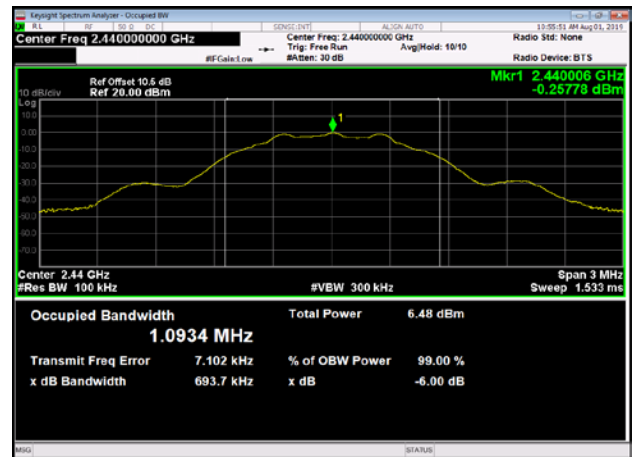 Keysight Spectrum Analyzer - Occupied BW
RL RF 50 Ω DC SENSE:INT ALIGN AUTO 10:55:51 AM Aug 01, 2019
Center Freq 2.440000000 GHz Center Freq: 2.440000000 GHz Radio Std: None
Trig: Free Run Avg|Hold: 10/10
#IFGain:Low #Atten: 30 dB Radio Device: BTS
Mkr1 2.440006 GHz
Ref Offset 10.6 dB
10 dB/div Ref 20.00 dBm -0.25778 dBm
Log
10.0
1
0.00
-10.0
-20.0
-30.0
-40.0
-50.0
-60.0
-70.0
Center 2.44 GHz Span 3 MHz
#Res BW 100 kHz #VBW 300 kHz Sweep 1.533 ms
Occupied Bandwidth Total Power 6.48 dBm
1.0934 MHz
Transmit Freq Error 7.102 kHz % of OBW Power 99.00 %
x dB Bandwidth 693.7 kHz x dB -6.00 dB
MSG STATUS